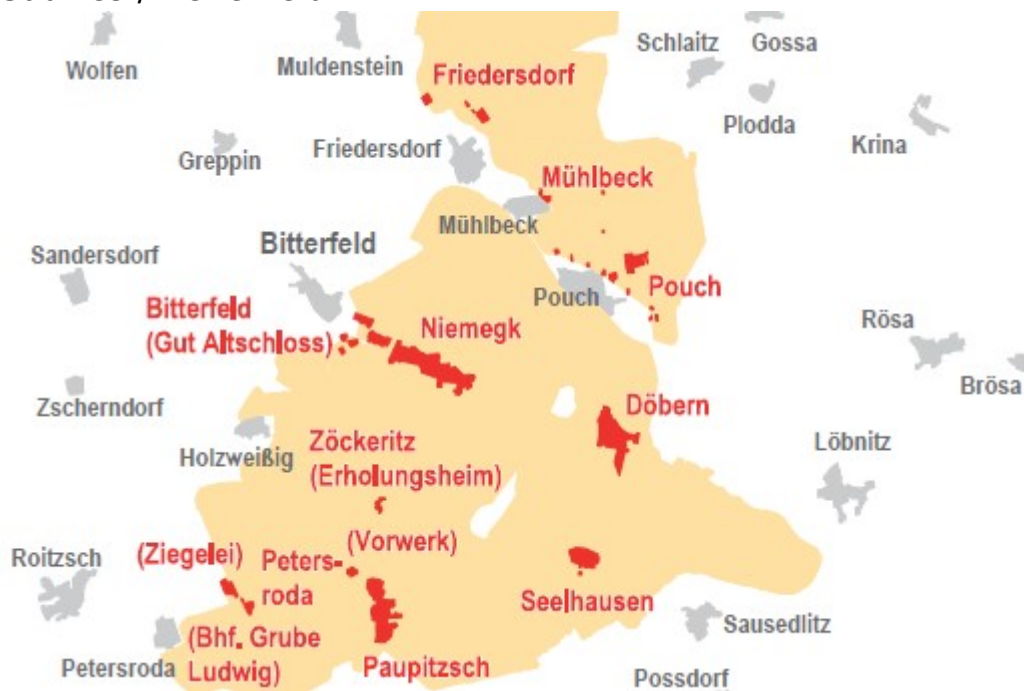 Schlaitz
Gossa
Wolfen
Muldenstein
Friedersdorf
Plodda
Krina
Greppin
Friedersdorf
Mühlbeck
Mühlbeck
Bitterfeld
Sandersdorf
Pouch
Pouch
Bitterfeld
(Gut Altschloss)
Niemegk
Rösa
Brösa
Zscherndorf
Döbern
Holzweißig
Zöckeritz
(Erholungsheim)
Löbnitz
Roitzsch
(Ziegelei)
(Vorwerk)
Peters-
roda
Seelhausen
Sausedlitz
Petersroda
(Bhf. Grube
Ludwig)
Paupitzsch
Possdorf